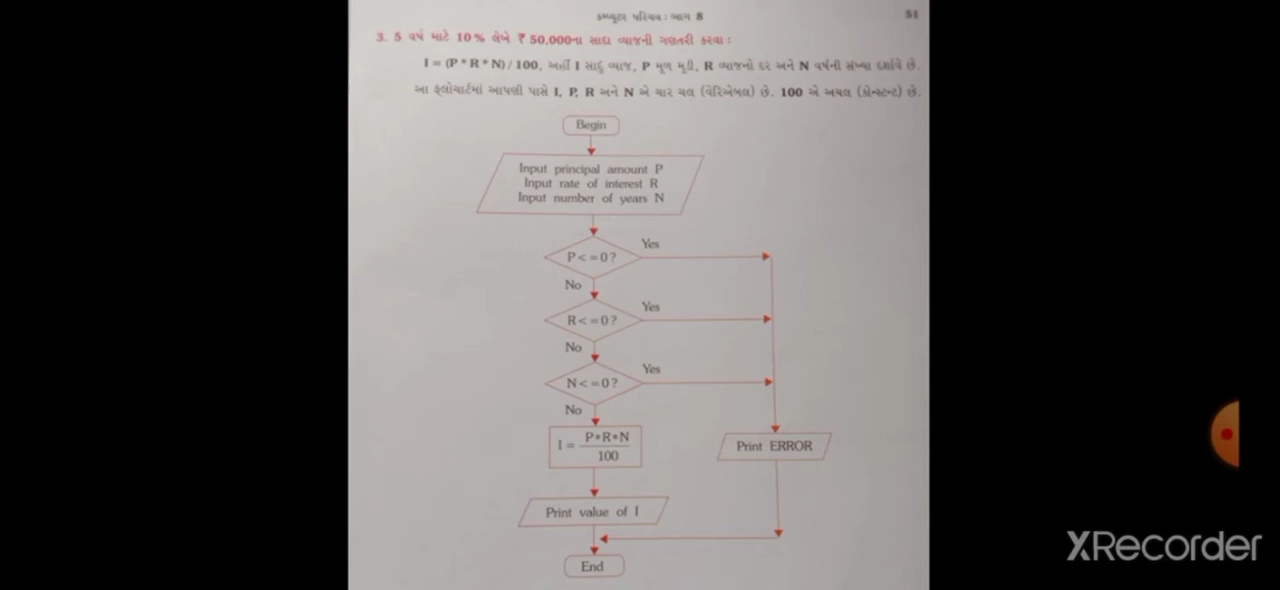 કમ્પ્યૂટર પરિચય : ભાગ 8
51
3. 5 વર્ષ માટે 10 % લેખે ₹ 50,000ના સાદા વ્યાજની ગણતરી કરવા :
I = (P * R * N) / 100, અહીં I સાદું વ્યાજ, P મૂળ મૂડી, R વ્યાજનો દર અને N વર્ષની સંખ્યા દર્શાવે છે.
આ ફ્લોચાર્ટમાં આપણી પાસે I, P, R અને N એ ચાર ચલ (વેરિએબલ) છે. 100 એ અચલ (કોન્સ્ટન્ટ) છે.
Begin
Input principal amount P
Input rate of interest R
Input number of years N
Yes
P < = 0 ?
No
Yes
R < = 0 ?
No
Yes
N < = 0 ?
No
I = P*R*N
100
Print ERROR
Print value of I
End
XRecorder